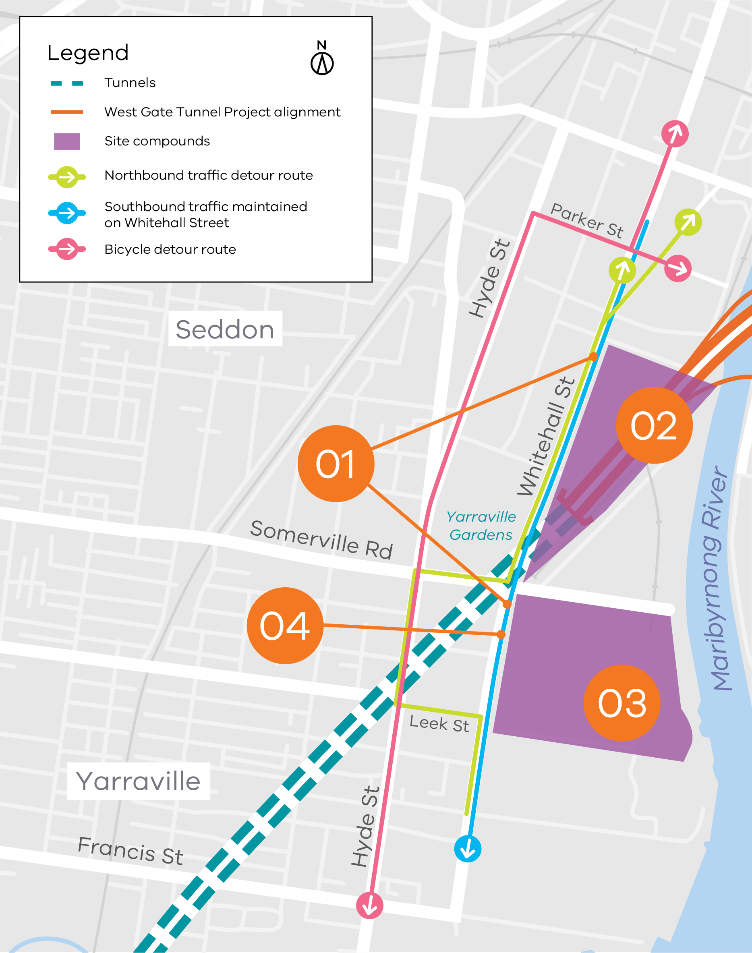 Legend
N
Tunnels
West Gate Tunnel Project alignment
Site compounds
Northbound traffic detour route
Southbound traffic maintained
on Whitehall Street
Bicycle detour route
Parker St
Hyde St
Seddon
Whitehall St
02
01
Yarraville
Gardens
Somerville Rd
Maribyrnong River
04
03
Leek St
Yarraville
Hyde St
Francis St